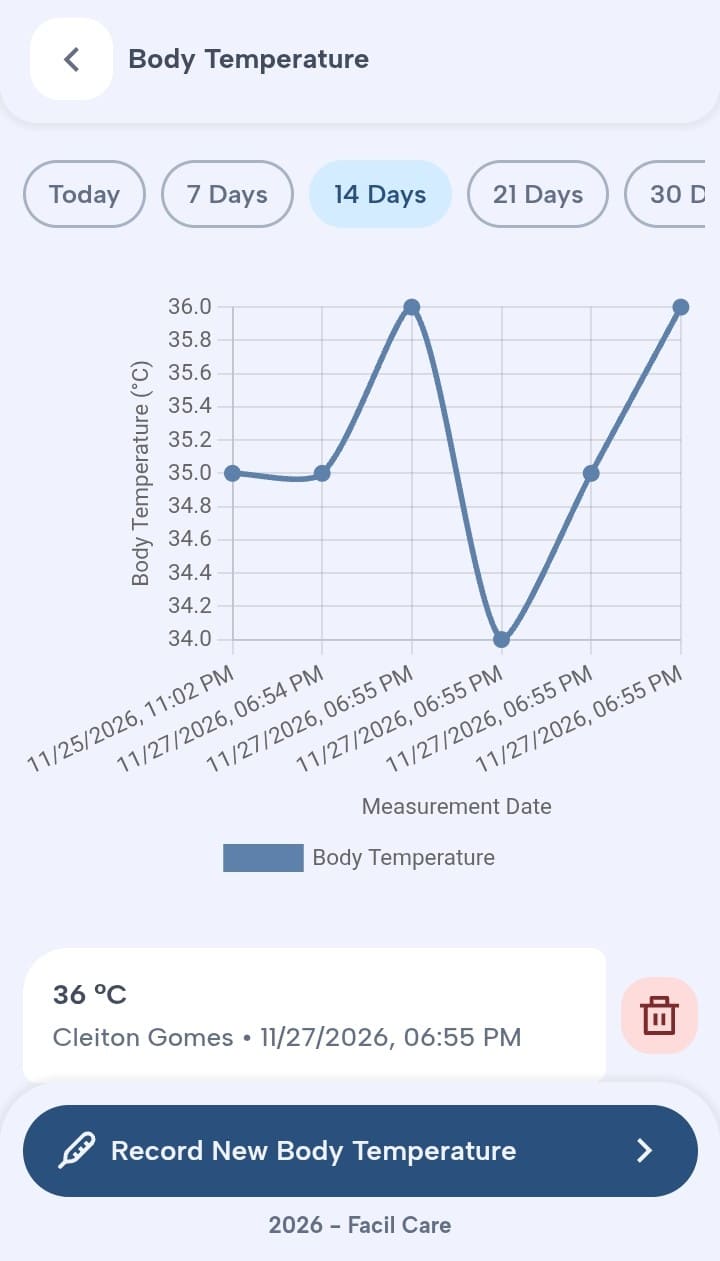 Body Temperature
Today
7 Days
14 Days
21 Days
30 D
36.0
35.8
35.6
35.4
35.2
35.0
34.8
34.6
34.4
34.2
34.0
Body Temperature (°C)
11/25/2026, 11:02 PM
11/27/2026, 06:54 PM
11/27/2026, 06:55 PM
11/27/2026, 06:55 PM
11/27/2026, 06:55 PM
11/27/2026, 06:55 PM
Measurement Date
Body Temperature
36 ºC
Cleiton Gomes • 11/27/2026, 06:55 PM
Record New Body Temperature
2026 - Facil Care